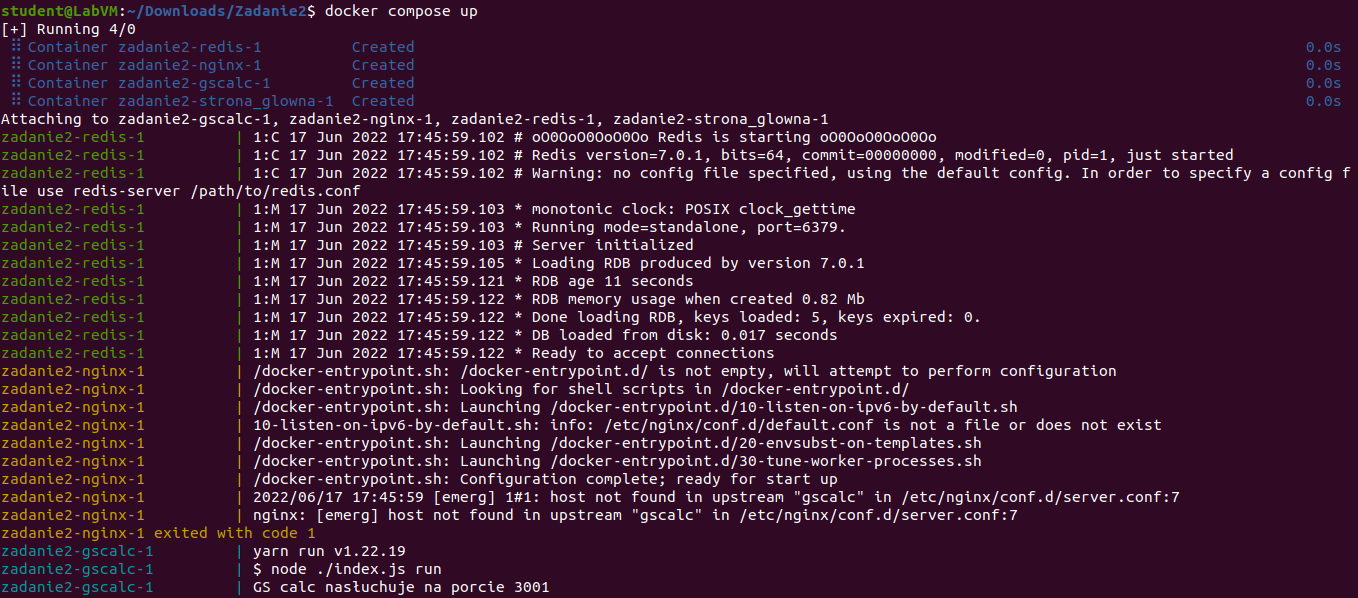 student@LabVM:~/Downloads/Zadanie2$ docker compose up
[+] Running 4/0
⠿ Container zadanie2-redis-1 Created 0.0s
⠿ Container zadanie2-nginx-1 Created 0.0s
⠿ Container zadanie2-gscalc-1 Created 0.0s
⠿ Container zadanie2-strona_glowna-1 Created 0.0s
Attaching to zadanie2-gscalc-1, zadanie2-nginx-1, zadanie2-redis-1, zadanie2-strona_glowna-1
zadanie2-redis-1 | 1:C 17 Jun 2022 17:45:59.102 # oO0OoO0OoO0Oo Redis is starting oO0OoO0OoO0Oo
zadanie2-redis-1 | 1:C 17 Jun 2022 17:45:59.102 # Redis version=7.0.1, bits=64, commit=00000000, modified=0, pid=1, just started
zadanie2-redis-1 | 1:C 17 Jun 2022 17:45:59.102 # Warning: no config file specified, using the default config. In order to specify a config f
ile use redis-server /path/to/redis.conf
zadanie2-redis-1 | 1:M 17 Jun 2022 17:45:59.103 * monotonic clock: POSIX clock_gettime
zadanie2-redis-1 | 1:M 17 Jun 2022 17:45:59.103 * Running mode=standalone, port=6379.
zadanie2-redis-1 | 1:M 17 Jun 2022 17:45:59.103 # Server initialized
zadanie2-redis-1 | 1:M 17 Jun 2022 17:45:59.105 * Loading RDB produced by version 7.0.1
zadanie2-redis-1 | 1:M 17 Jun 2022 17:45:59.121 * RDB age 11 seconds
zadanie2-redis-1 | 1:M 17 Jun 2022 17:45:59.122 * RDB memory usage when created 0.82 Mb
zadanie2-redis-1 | 1:M 17 Jun 2022 17:45:59.122 * Done loading RDB, keys loaded: 5, keys expired: 0.
zadanie2-redis-1 | 1:M 17 Jun 2022 17:45:59.122 * DB loaded from disk: 0.017 seconds
zadanie2-redis-1 | 1:M 17 Jun 2022 17:45:59.122 * Ready to accept connections
zadanie2-nginx-1 | /docker-entrypoint.sh: /docker-entrypoint.d/ is not empty, will attempt to perform configuration
zadanie2-nginx-1 | /docker-entrypoint.sh: Looking for shell scripts in /docker-entrypoint.d/
zadanie2-nginx-1 | /docker-entrypoint.sh: Launching /docker-entrypoint.d/10-listen-on-ipv6-by-default.sh
zadanie2-nginx-1 | 10-listen-on-ipv6-by-default.sh: info: /etc/nginx/conf.d/default.conf is not a file or does not exist
zadanie2-nginx-1 | /docker-entrypoint.sh: Launching /docker-entrypoint.d/20-envsubst-on-templates.sh
zadanie2-nginx-1 | /docker-entrypoint.sh: Launching /docker-entrypoint.d/30-tune-worker-processes.sh
zadanie2-nginx-1 | /docker-entrypoint.sh: Configuration complete; ready for start up
zadanie2-nginx-1 | 2022/06/17 17:45:59 [emerg] 1#1: host not found in upstream "gscalc" in /etc/nginx/conf.d/server.conf:7
zadanie2-nginx-1 | nginx: [emerg] host not found in upstream "gscalc" in /etc/nginx/conf.d/server.conf:7
zadanie2-nginx-1 exited with code 1
zadanie2-gscalc-1 | yarn run v1.22.19
zadanie2-gscalc-1 | $ node ./index.js run
zadanie2-gscalc-1 | GS calc nasłuchuje na porcie 3001